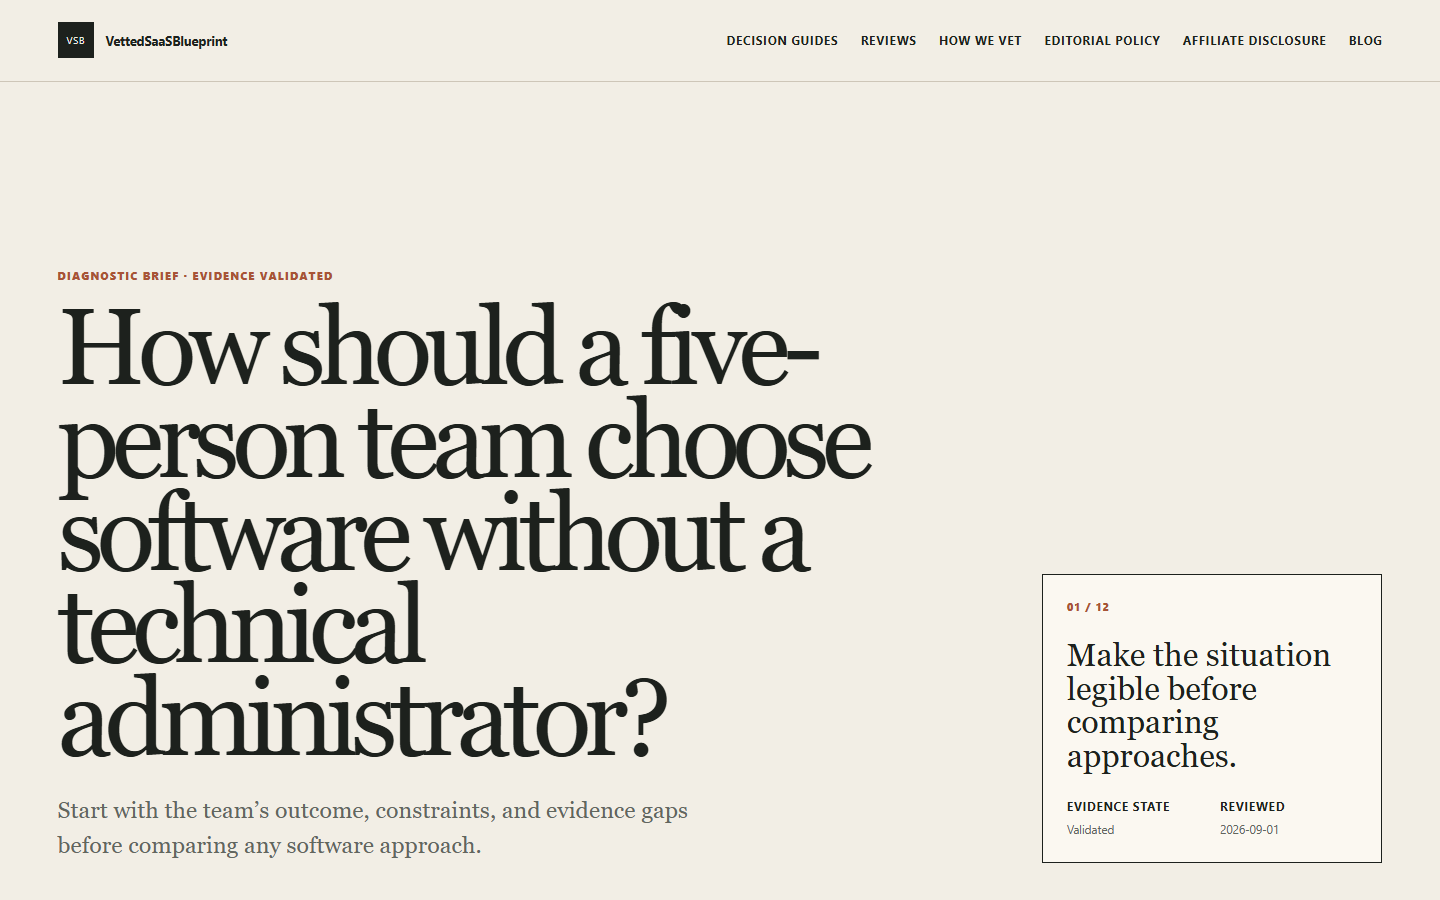 VSB
VettedSaaSBlueprint
DECISION GUIDES REVIEWS HOW WE VET EDITORIAL POLICY AFFILIATE DISCLOSURE BLOG
DIAGNOSTIC BRIEF · EVIDENCE VALIDATED
How should a five-
person team choose
software without a
technical
administrator?
Start with the team’s outcome, constraints, and evidence gaps
before comparing any software approach.
01 / 12
Make the situation
legible before
comparing
approaches.
EVIDENCE STATE REVIEWED
Validated 2026-09-01